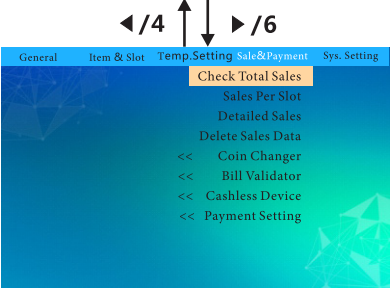 ◀/4 ▶/6
General Item & Slot Temp.Setting Sale&Payment Sys. Setting
Check Total Sales
Sales Per Slot
Detailed Sales
Delete Sales Data
<< Coin Changer
<< Bill Validator
<< Cashless Device
<< Payment Setting